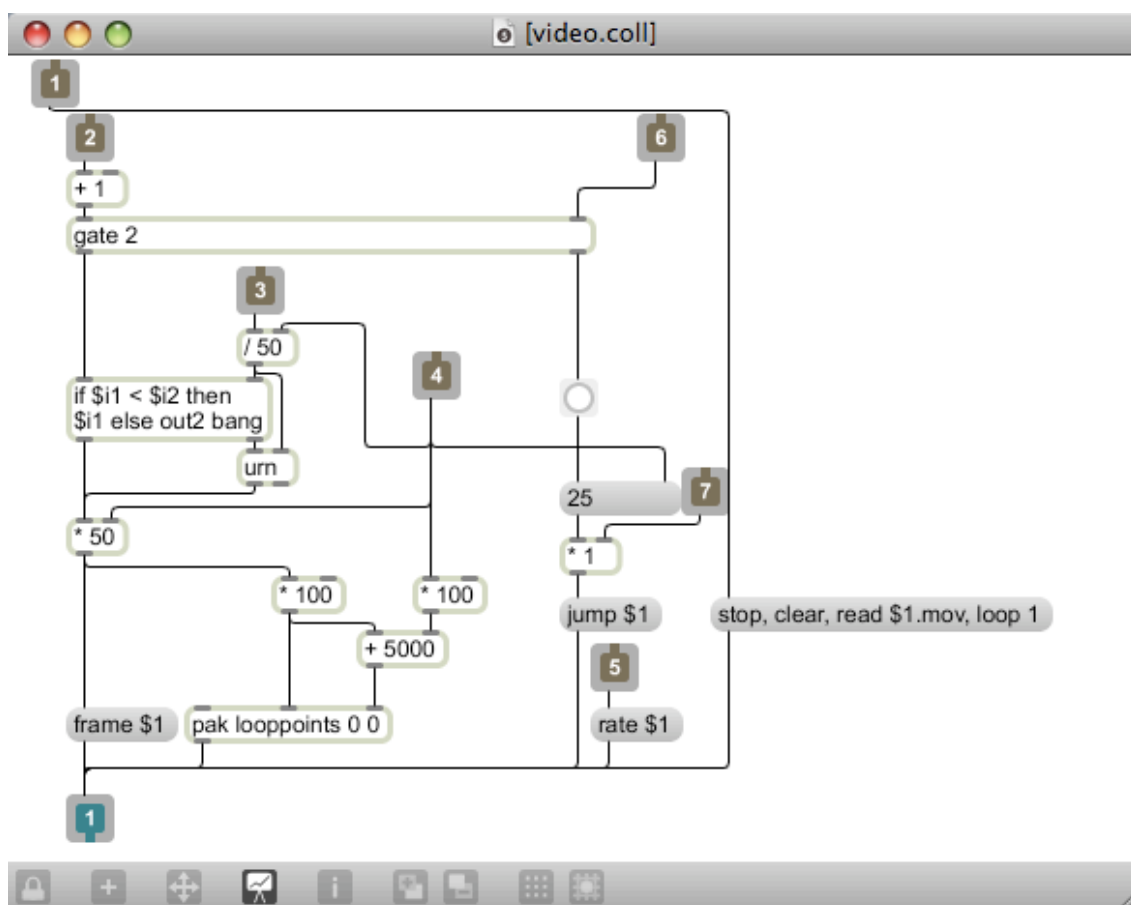 [video.coll]
1
2
6
+ 1
gate 2
3
/ 50
4
if $i1 < $i2 then
$i1 else out2 bang
urn
25
7
* 50
* 1
* 100
* 100
jump $1
stop, clear, read $1.mov, loop 1
+ 5000
5
frame $1
pak looppoints 0 0
rate $1
1